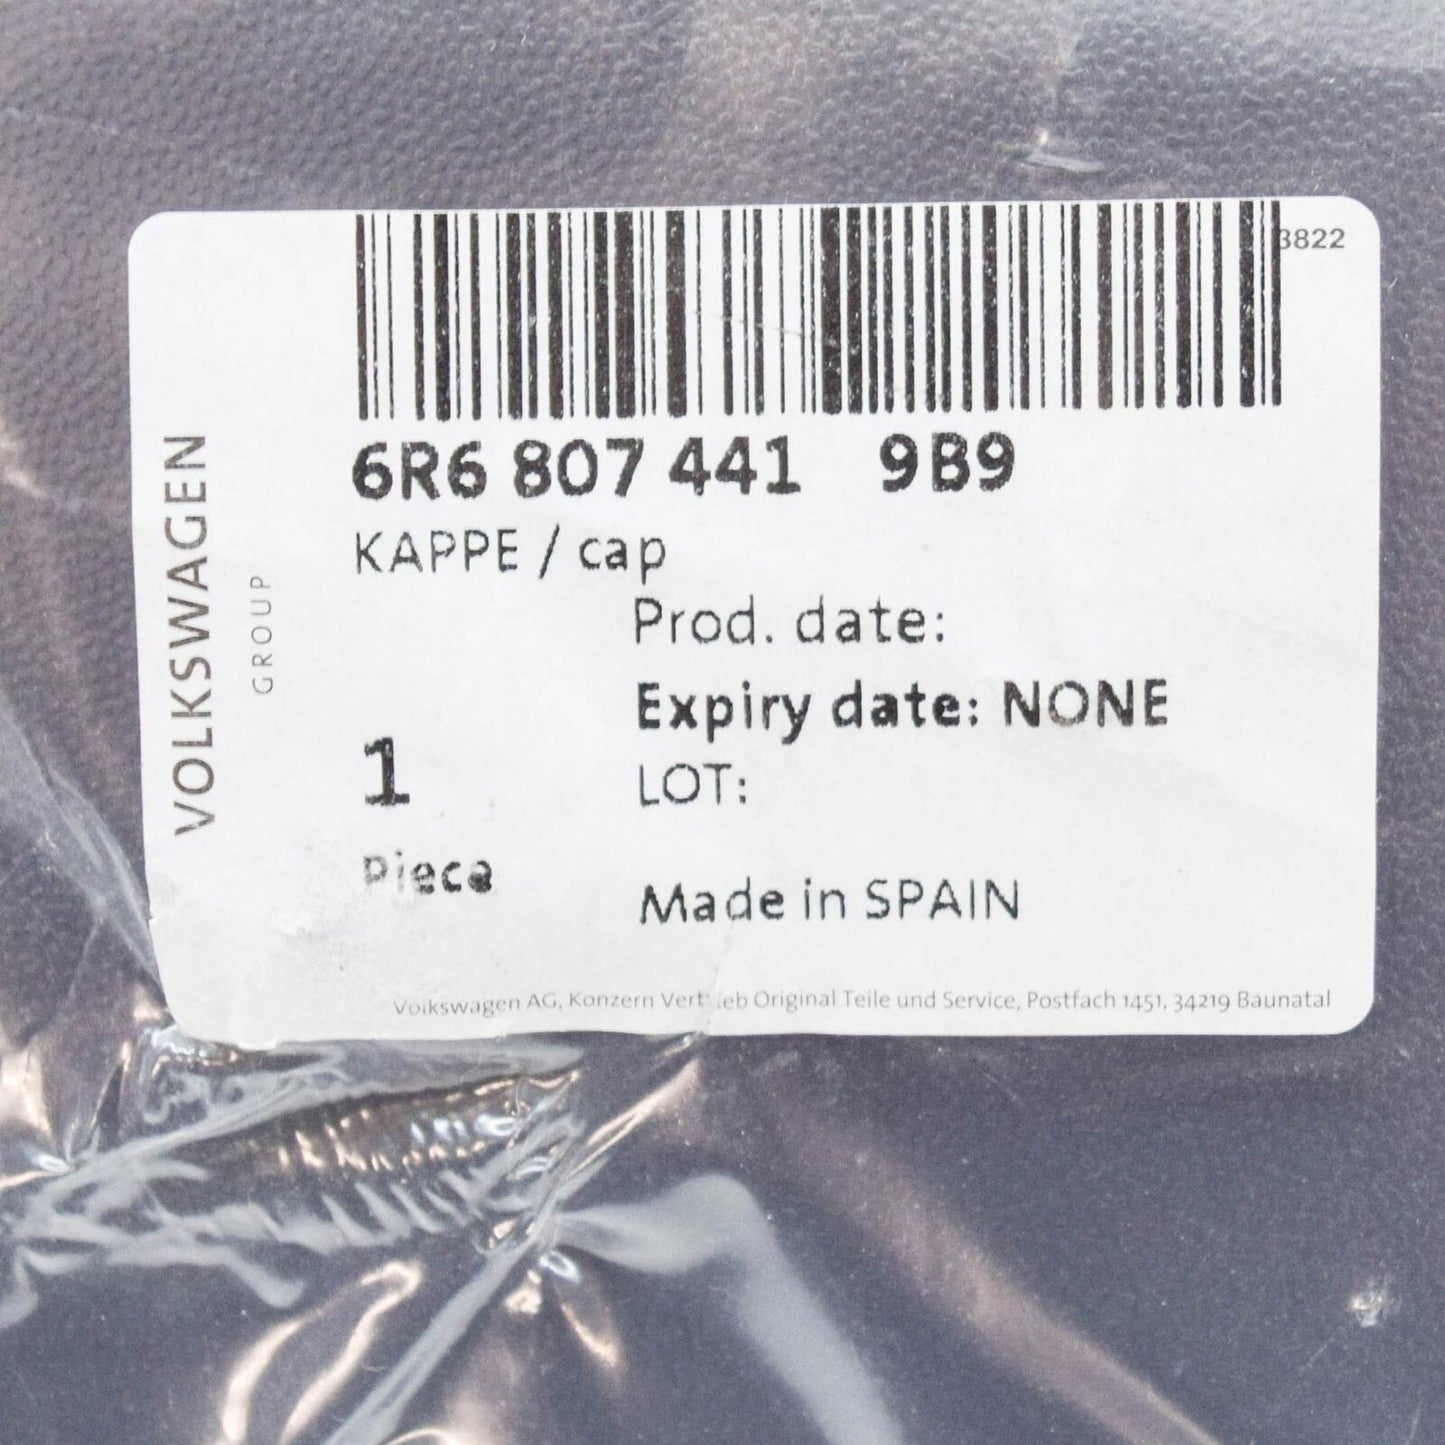 3822
6R6 807 441 9B9
KAPPE / cap
Prod. date:
Expiry date: NONE
1
LOT:
Piece
Made in SPAIN
Volkswagen AG, Konzern Vertrieb Original Teile und Service, Postfach 1451, 34219 Baunatal
VOLKSWAGEN
GROUP